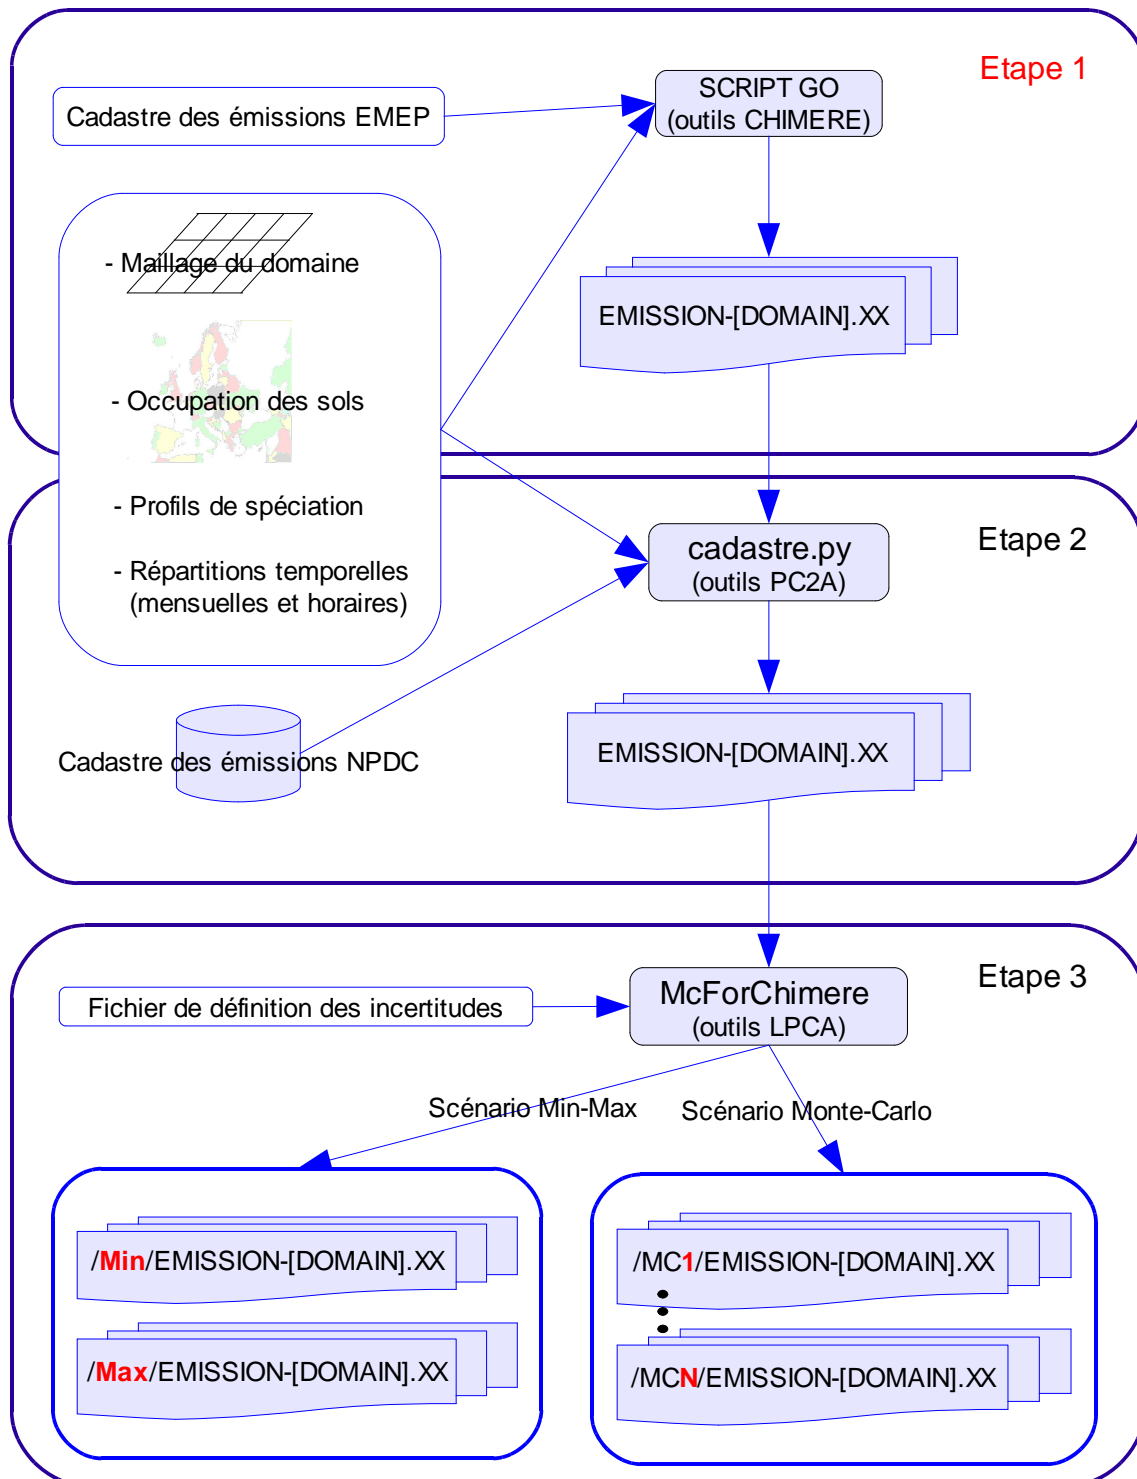 Etape 1
SCRIPT GO
(outils CHIMERE)
Cadastre des émissions EMEP
- Maillage du domaine
EMISSION-[DOMAIN].XX
- Occupation des sols
- Profils de spéciation
- Répartitions temporelles
(mensuelles et horaires)
Etape 2
cadastre.py
(outils PC2A)
Cadastre des émissions NPDC
EMISSION-[DOMAIN].XX
Etape 3
McForChimere
(outils LPCA)
Fichier de définition des incertitudes
Scénario Min-Max
Scénario Monte-Carlo
/Min/EMISSION-[DOMAIN].XX
/Max/EMISSION-[DOMAIN].XX
/MC1/EMISSION-[DOMAIN].XX
/MCN/EMISSION-[DOMAIN].XX